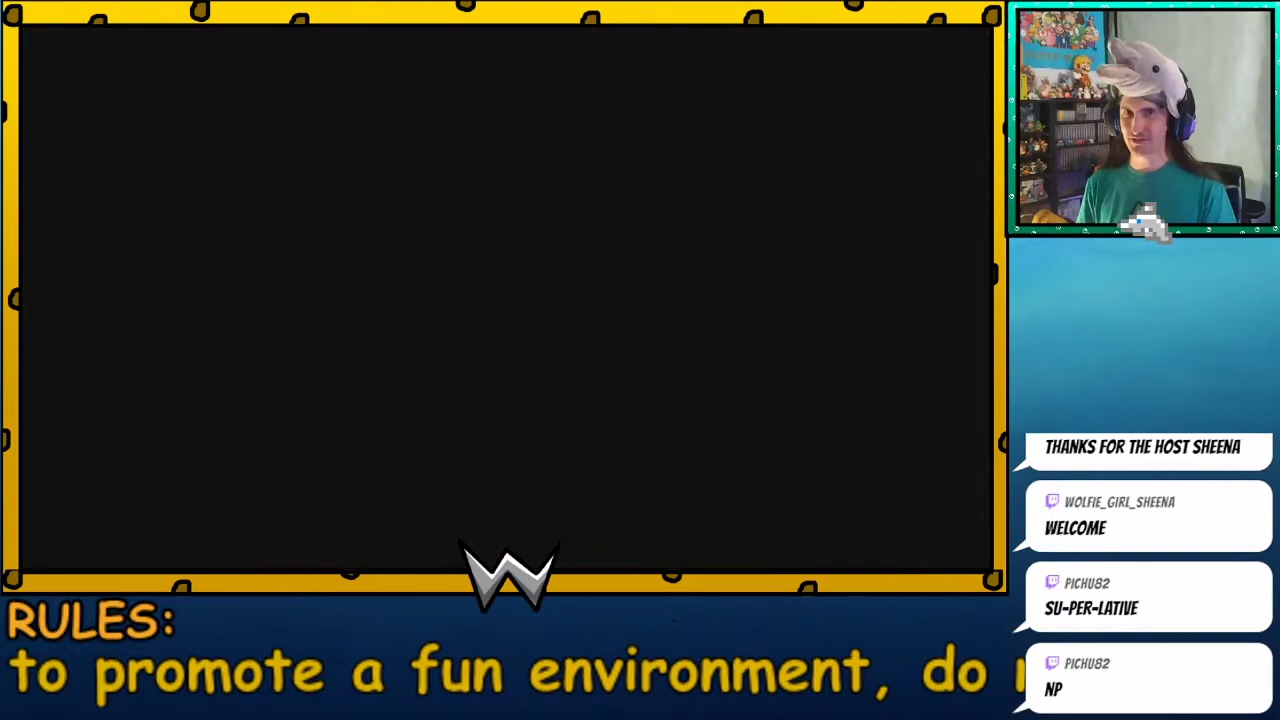 THANKS FOR THE HOST SHEENA
WOLFIE_GIRL_SHEENA
WELCOME
PICHU82
SU-PER-LATIVE
PICHU82
NP
RULES:
to promote a fun environment, do